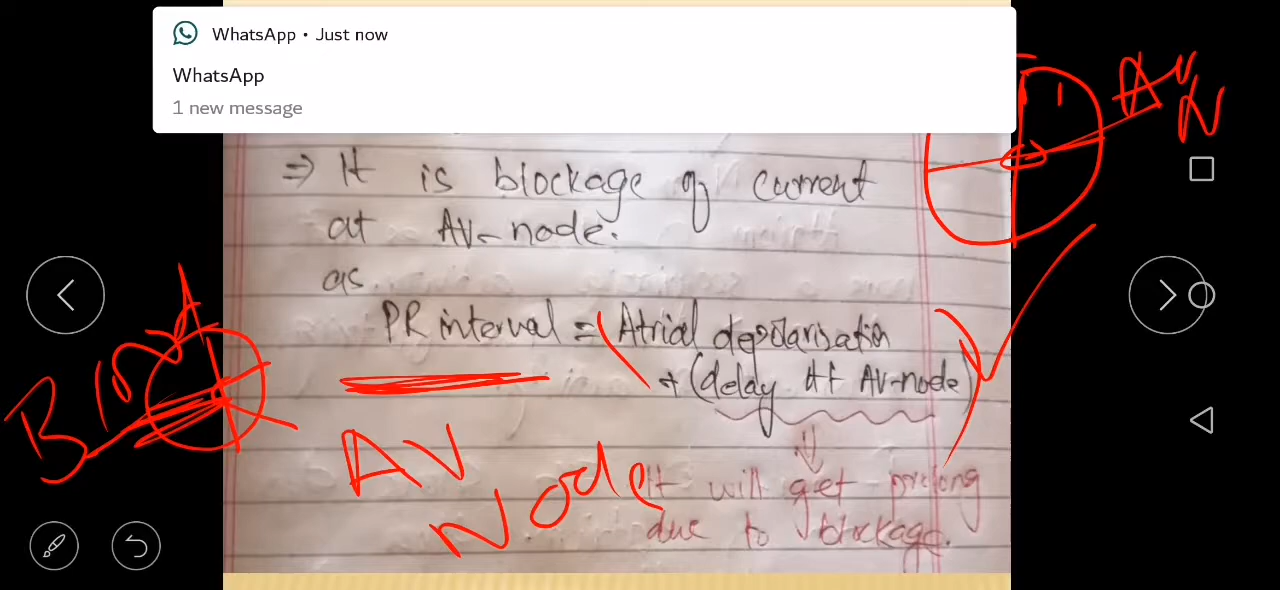 WhatsApp • Just now
WhatsApp
1 new message
AV
N
⇒ It is blockage of current
at AV-node.
as
PR interval = (Atrial depolarisation
+ (delay at AV-node)
It will get prolong
due to blockage.
AV
Node